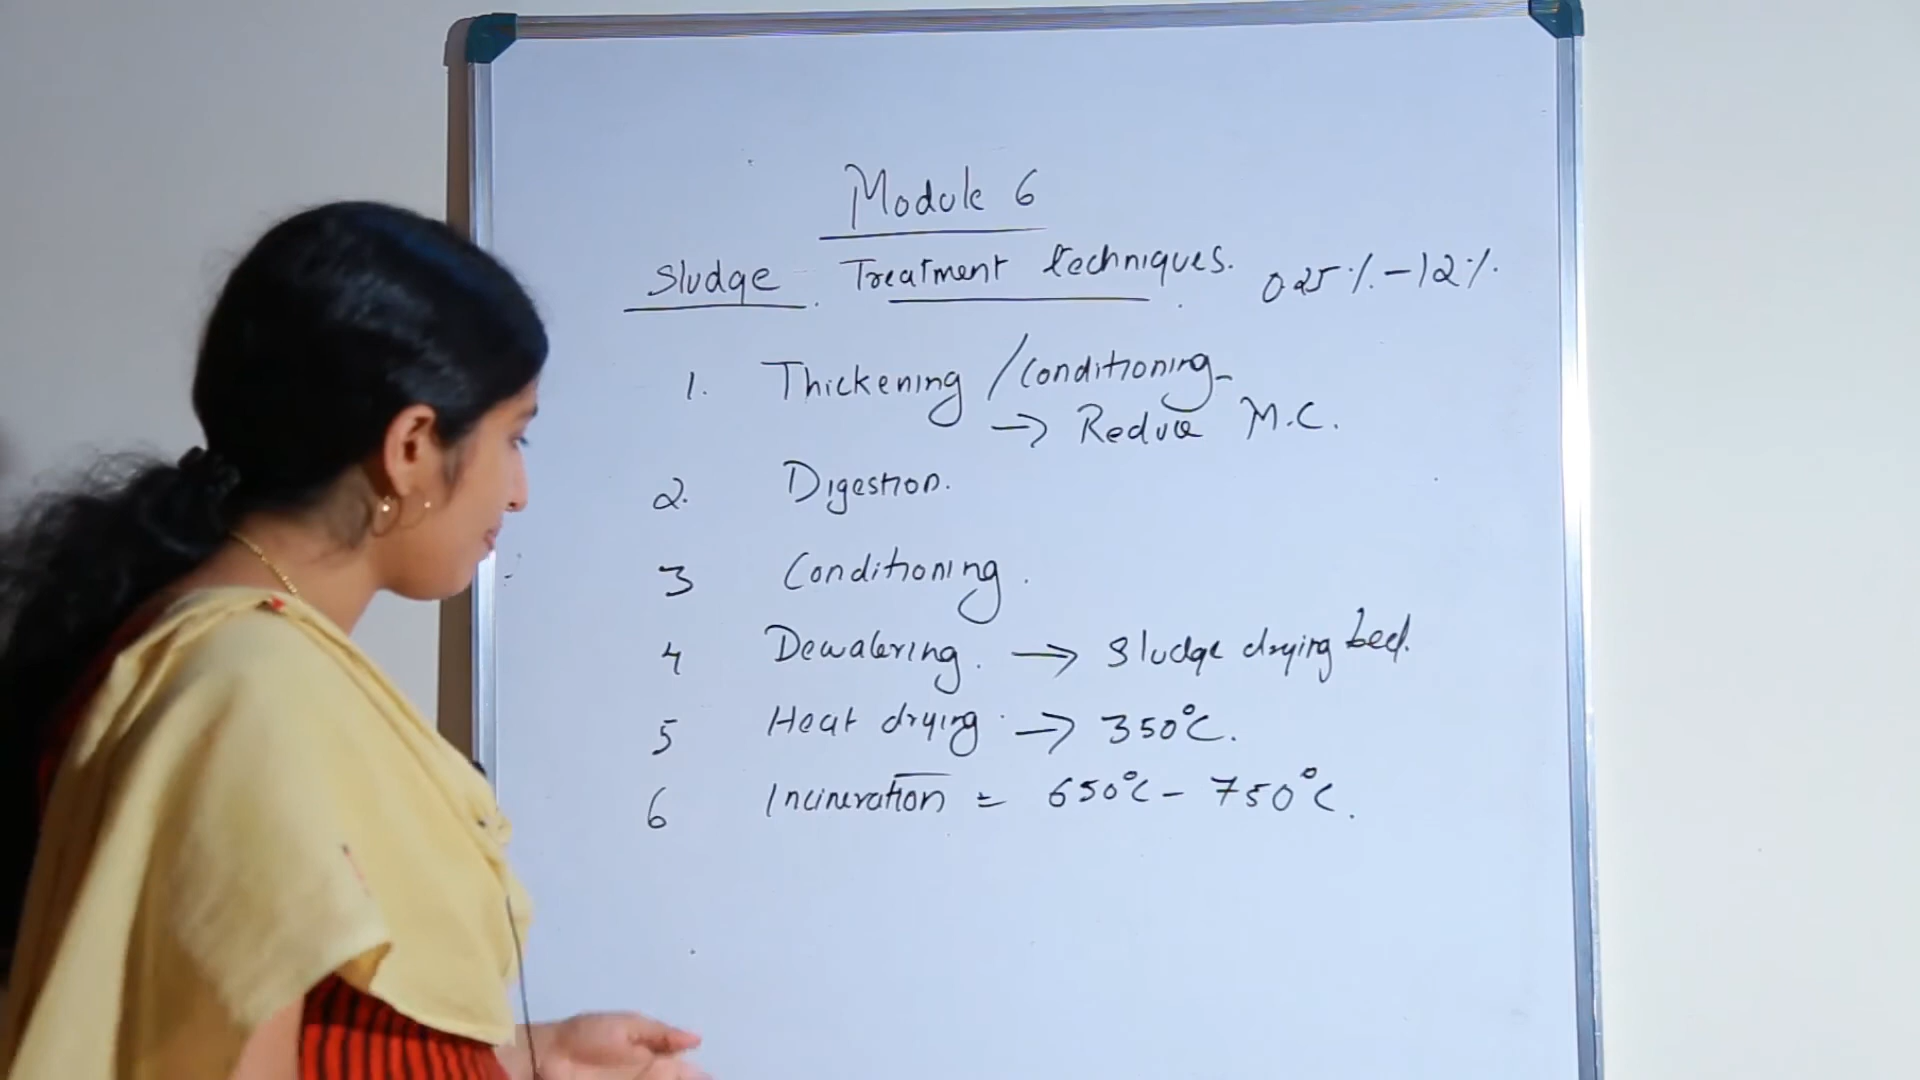 Module 6
Sludge Treatment techniques. 0.25% - 12%.
1. Thickening / Conditioning -
→ Reduce M.C.
2. Digestion.
3 Conditioning.
4 Dewatering. → Sludge drying bed.
5 Heat drying → 350°C.
6 Incineration = 650°C - 750°C.